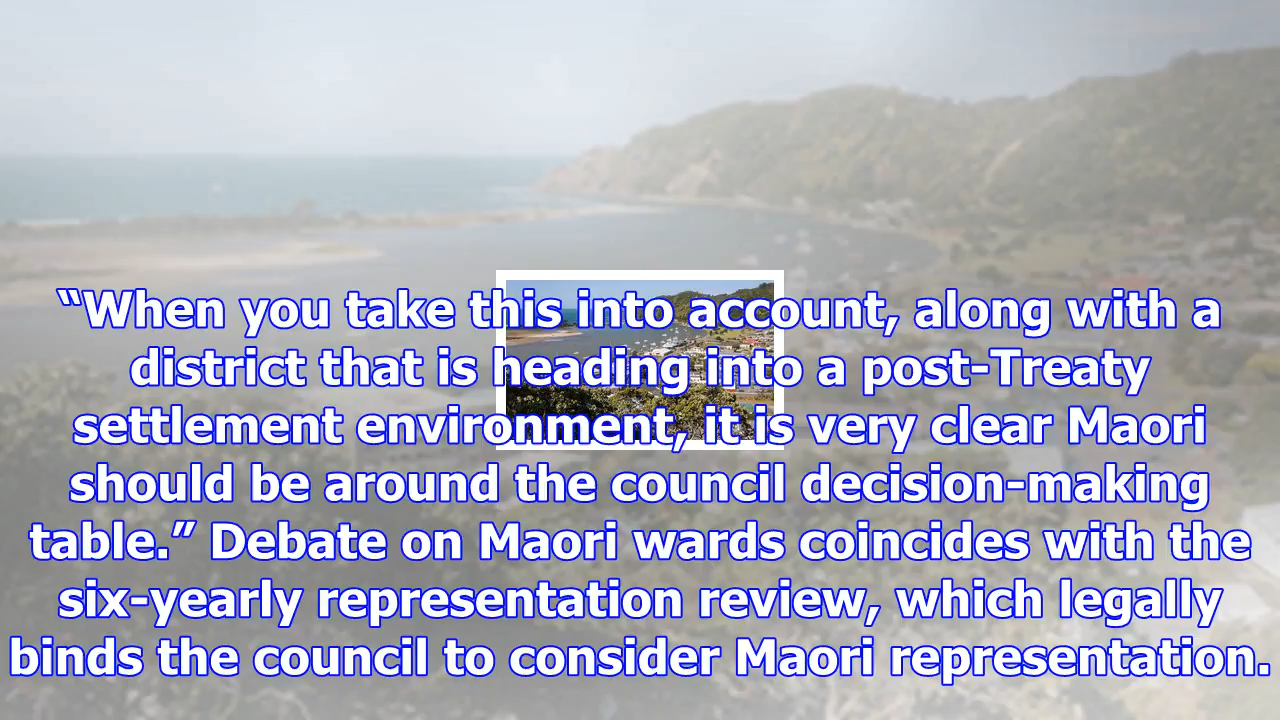 “When you take this into account, along with a
district that is heading into a post-Treaty
settlement environment, it is very clear Maori
should be around the council decision-making
table.” Debate on Maori wards coincides with the
six-yearly representation review, which legally
binds the council to consider Maori representation.